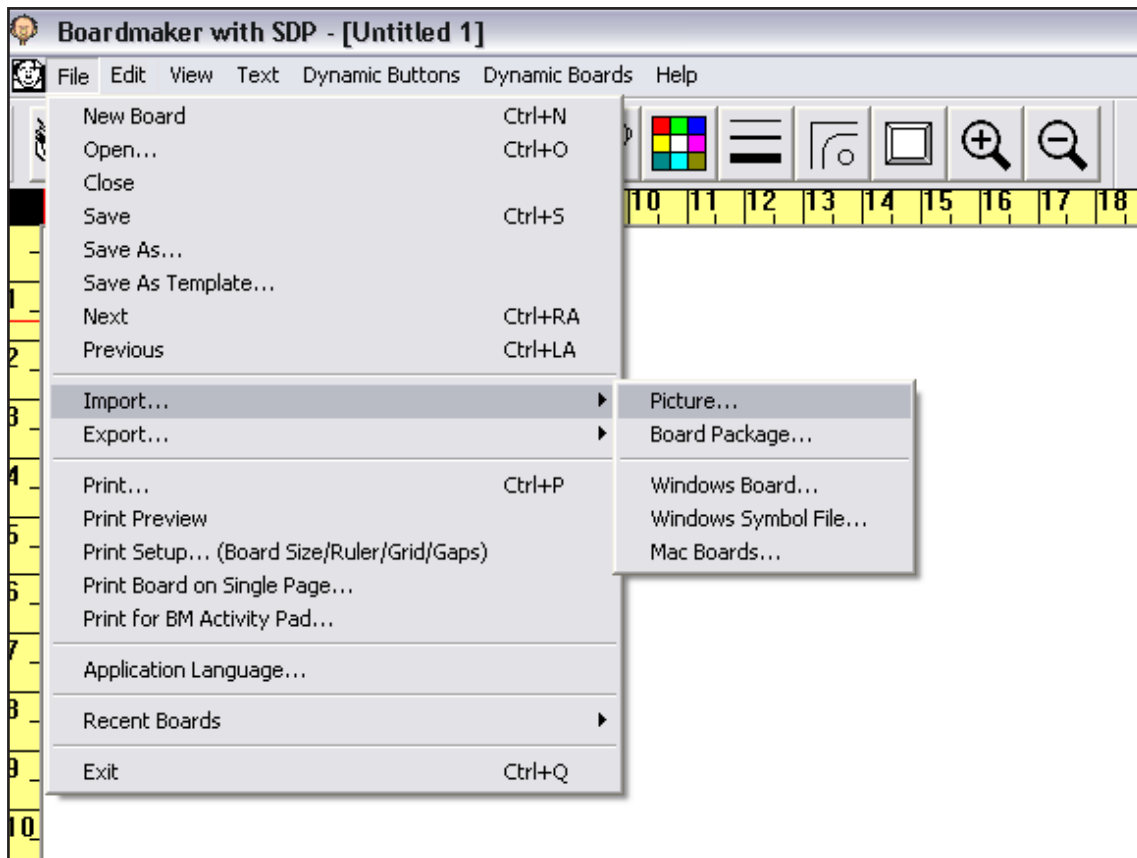 Boardmaker with SDP - [Untitled 1]
File Edit View Text Dynamic Buttons Dynamic Boards Help
New Board Ctrl+N
Open... Ctrl+O
Close
Save Ctrl+S
Save As...
Save As Template...
Next Ctrl+RA
Previous Ctrl+LA
Import...
Export...
Print... Ctrl+P
Print Preview
Print Setup... (Board Size/Ruler/Grid/Gaps)
Print Board on Single Page...
Print for BM Activity Pad...
Application Language...
Recent Boards
Exit Ctrl+Q
Picture...
Board Package...
Windows Board...
Windows Symbol File...
Mac Boards...
10 11 12 13 14 15 16 17 18
1
2
3
4
5
6
7
8
9
10